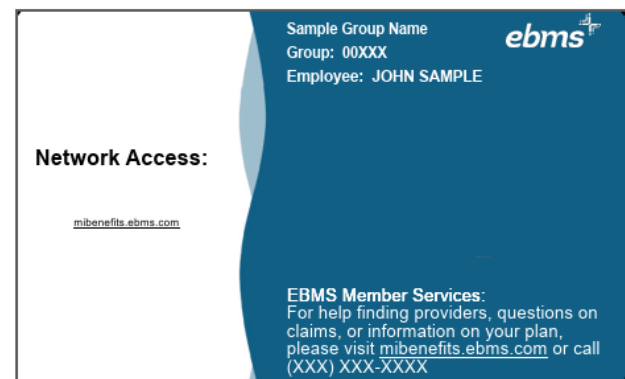 Sample Group Name
ebms
Group: 00XXX
Employee: JOHN SAMPLE
Network Access:
mibenefits.ebms.com
EBMS Member Services:
For help finding providers, questions on
claims, or information on your plan,
please visit mibenefits.ebms.com or call
(XXX) XXX-XXXX